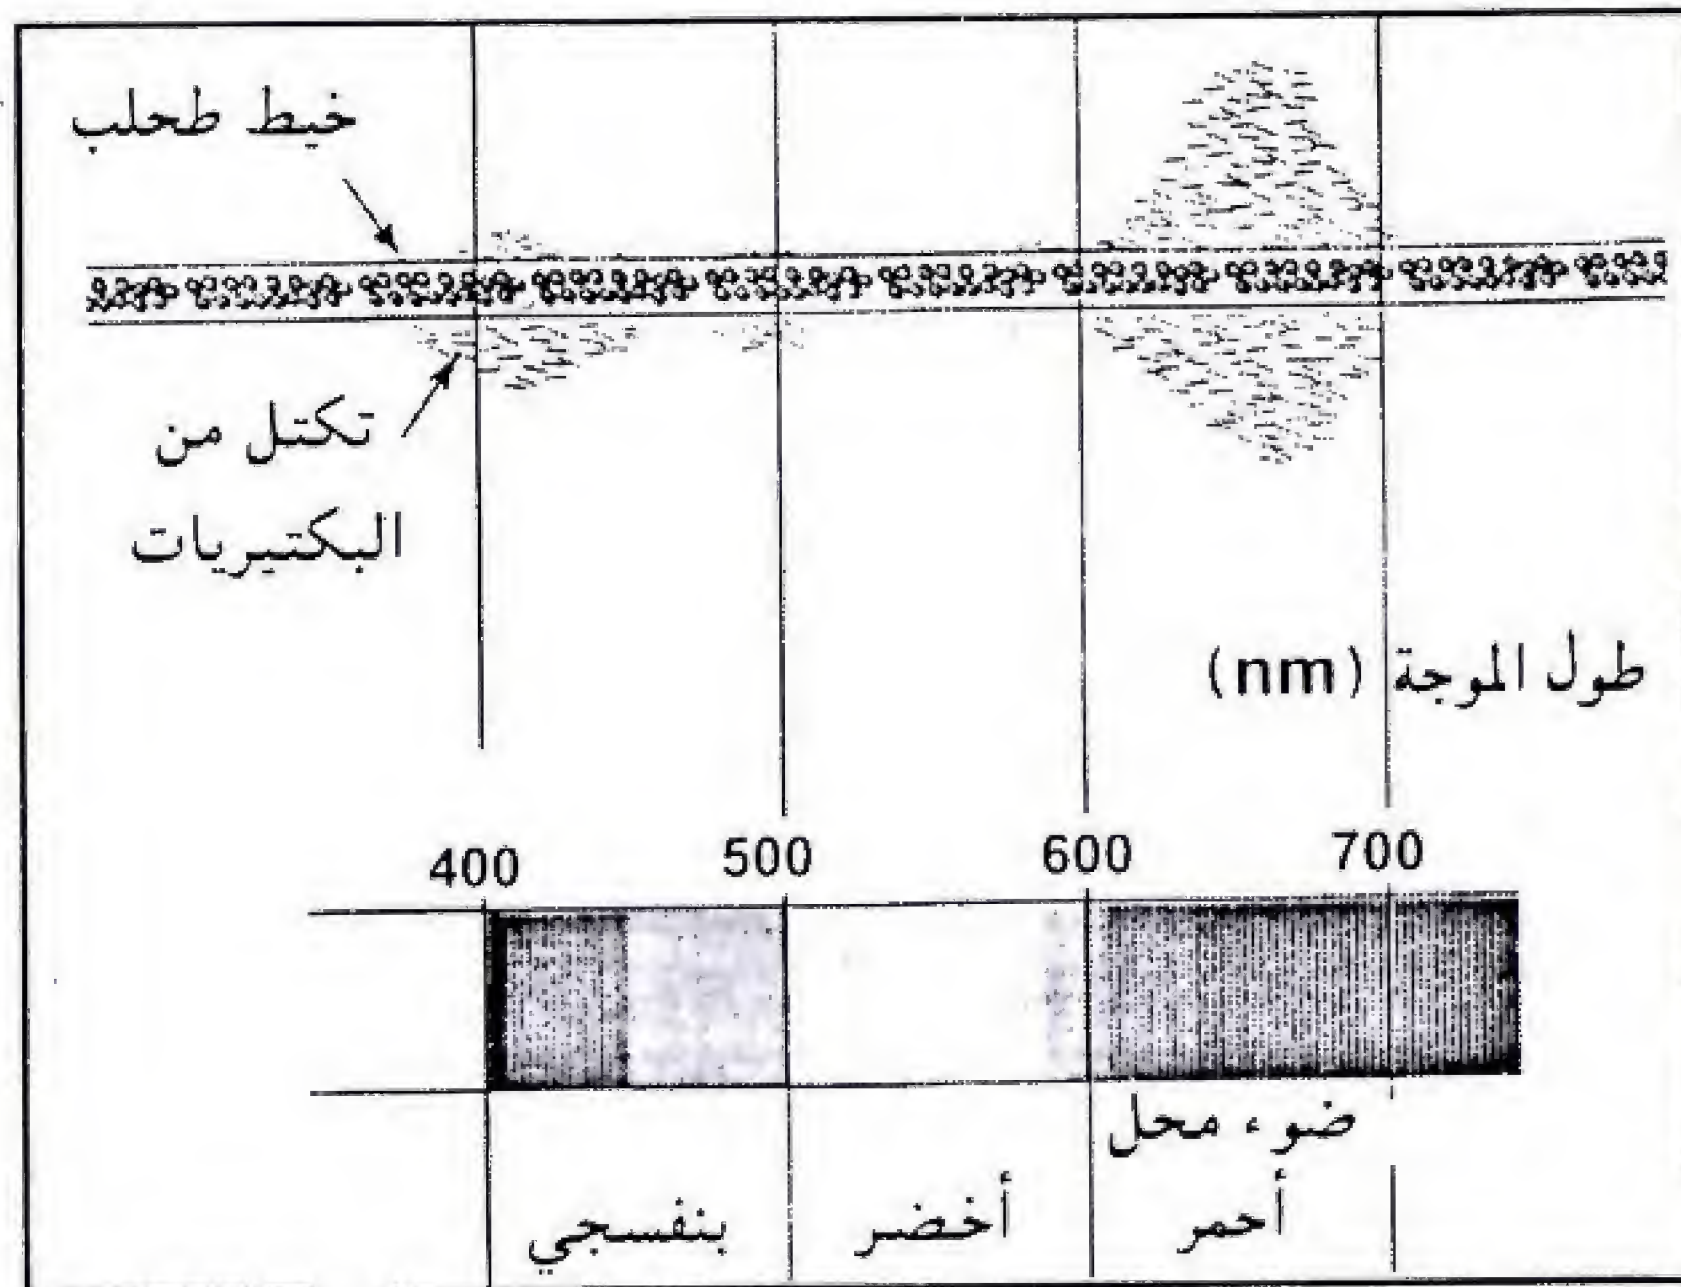 خيط طحلب
تكتل من
البكتيريات
طول الموجة (nm)
400 500 600 700
ضوء محل
بنفسجي أخضر أحمر